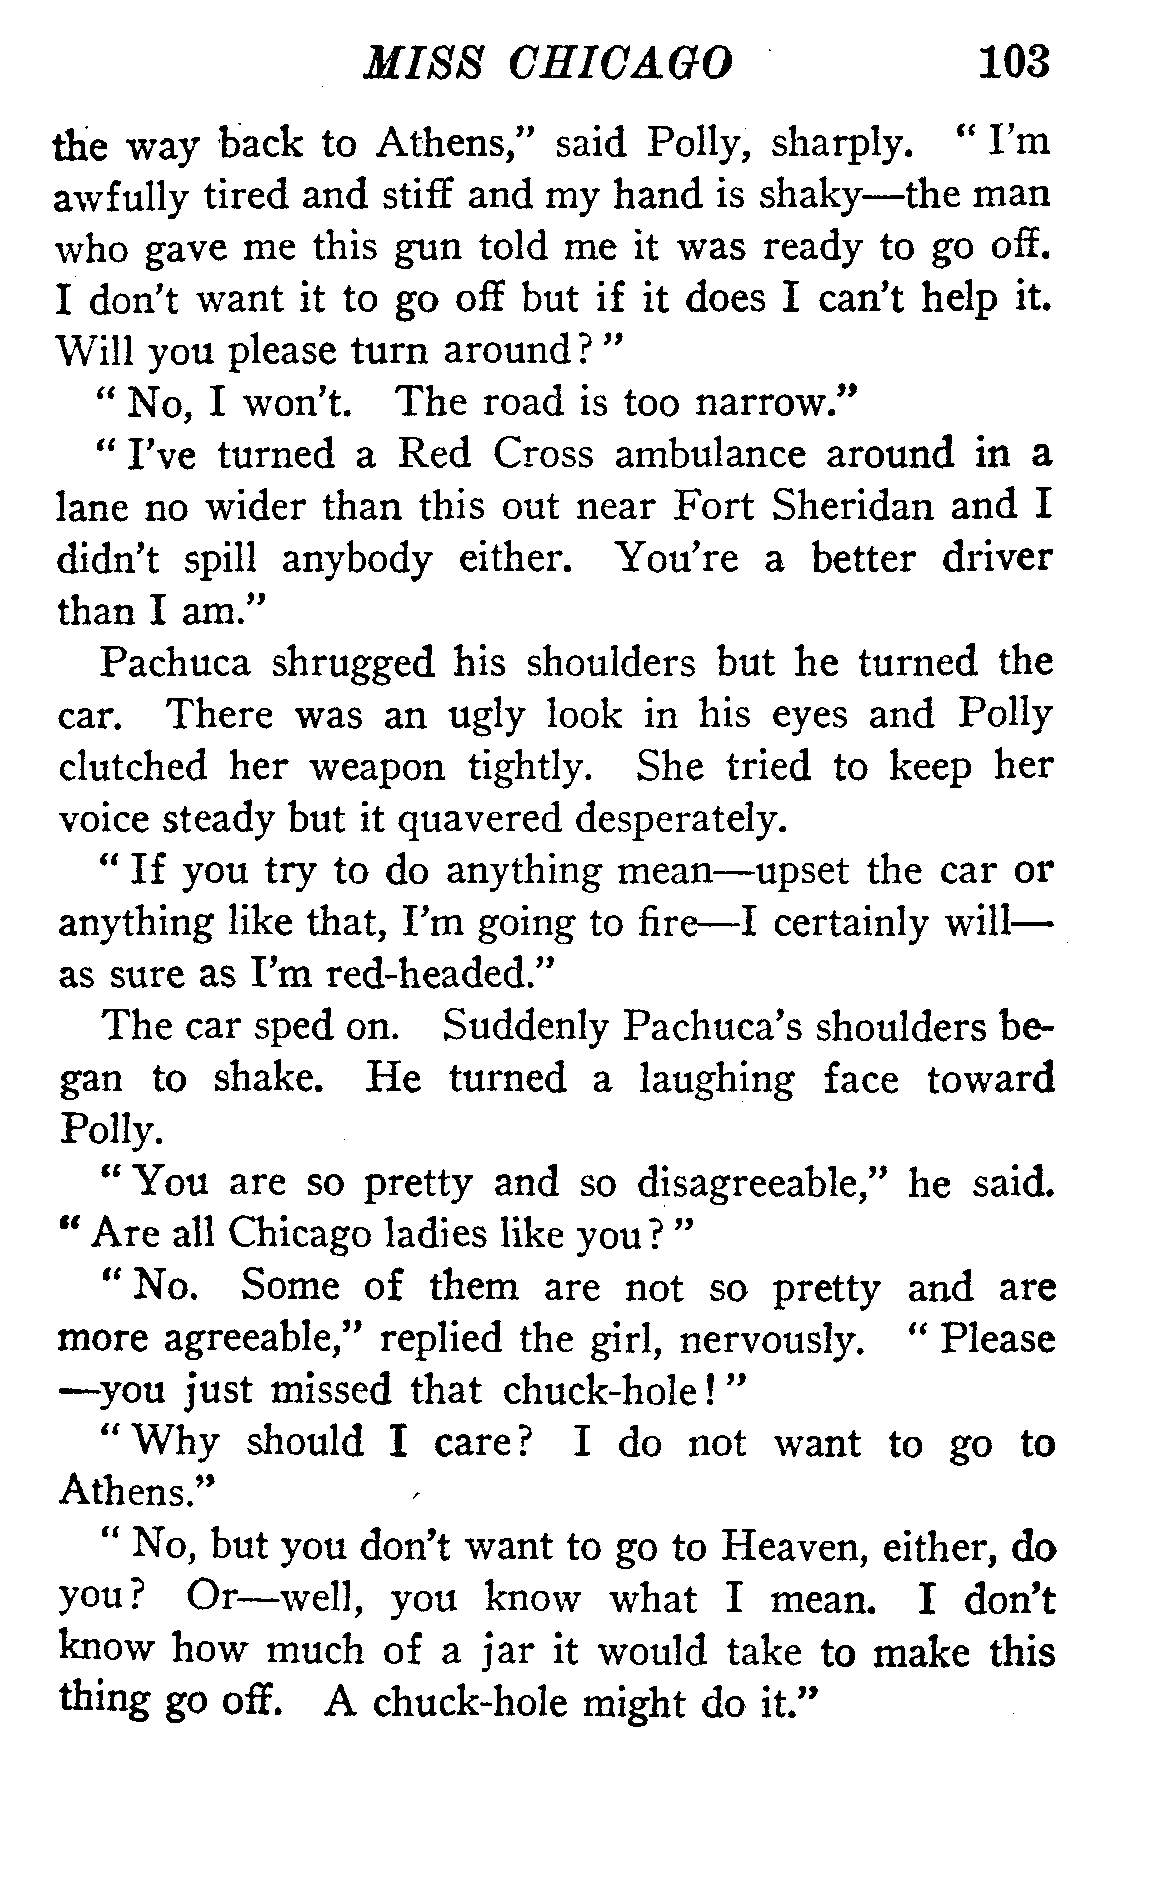 MISS CHICAGO 103
the way back to Athens,” said Polly, sharply. “ I'm
awfully tired and stiff and my hand is shaky—the man
who gave me this gun told me it was ready to go off.
I don't want it to go off but if it does I can't help it.
Will you please turn around? ”
“ No, I won't. The road is too narrow.”
“ I've turned a Red Cross ambulance around in a
lane no wider than this out near Fort Sheridan and I
didn't spill anybody either. You're a better driver
than I am.”
Pachuca shrugged his shoulders but he turned the
car. There was an ugly look in his eyes and Polly
clutched her weapon tightly. She tried to keep her
voice steady but it quavered desperately.
“ If you try to do anything mean—upset the car or
anything like that, I'm going to fire—I certainly will—
as sure as I'm red-headed.”
The car sped on. Suddenly Pachuca's shoulders be-
gan to shake. He turned a laughing face toward
Polly.
“ You are so pretty and so disagreeable,” he said.
“ Are all Chicago ladies like you? ”
“ No. Some of them are not so pretty and are
more agreeable,” replied the girl, nervously. “ Please
—you just missed that chuck-hole! ”
“ Why should I care? I do not want to go to
Athens.”
“ No, but you don't want to go to Heaven, either, do
you? Or—well, you know what I mean. I don't
know how much of a jar it would take to make this
thing go off. A chuck-hole might do it.”